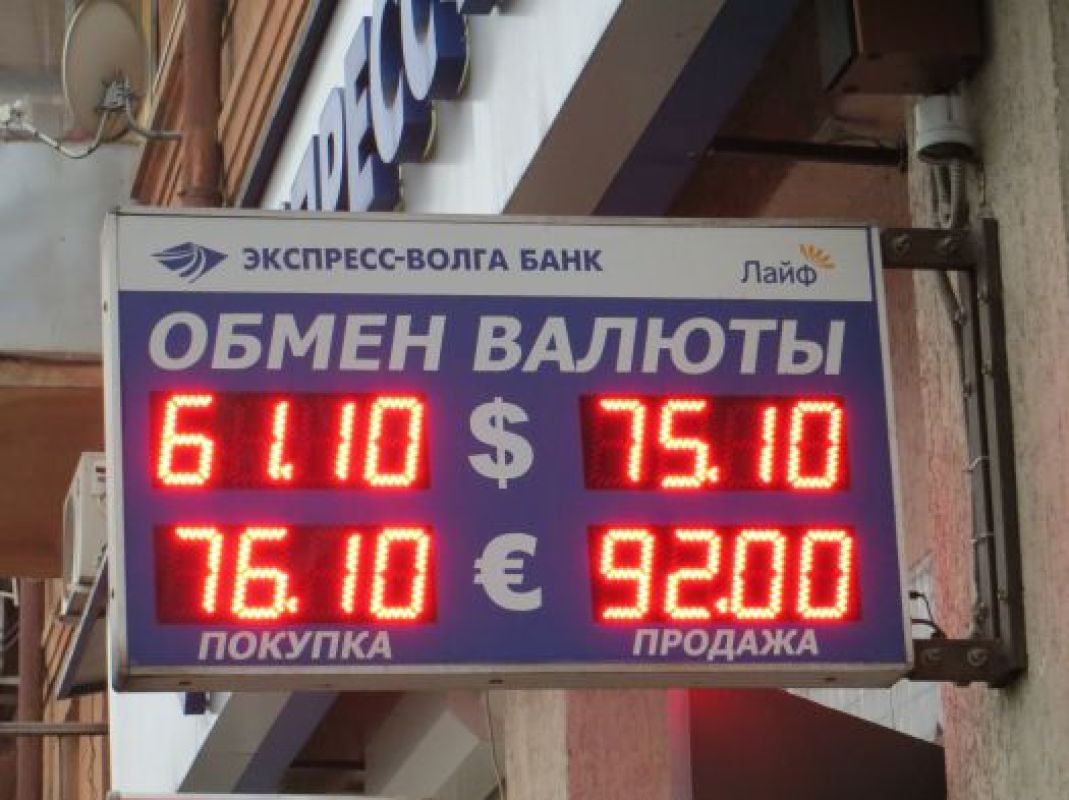 ЭКСПРЕСС-ВОЛГА БАНК Лайф
ОБМЕН ВАЛЮТЫ
61.10 $ 75.10
76.10 € 92.00
ПОКУПКА ПРОДАЖА